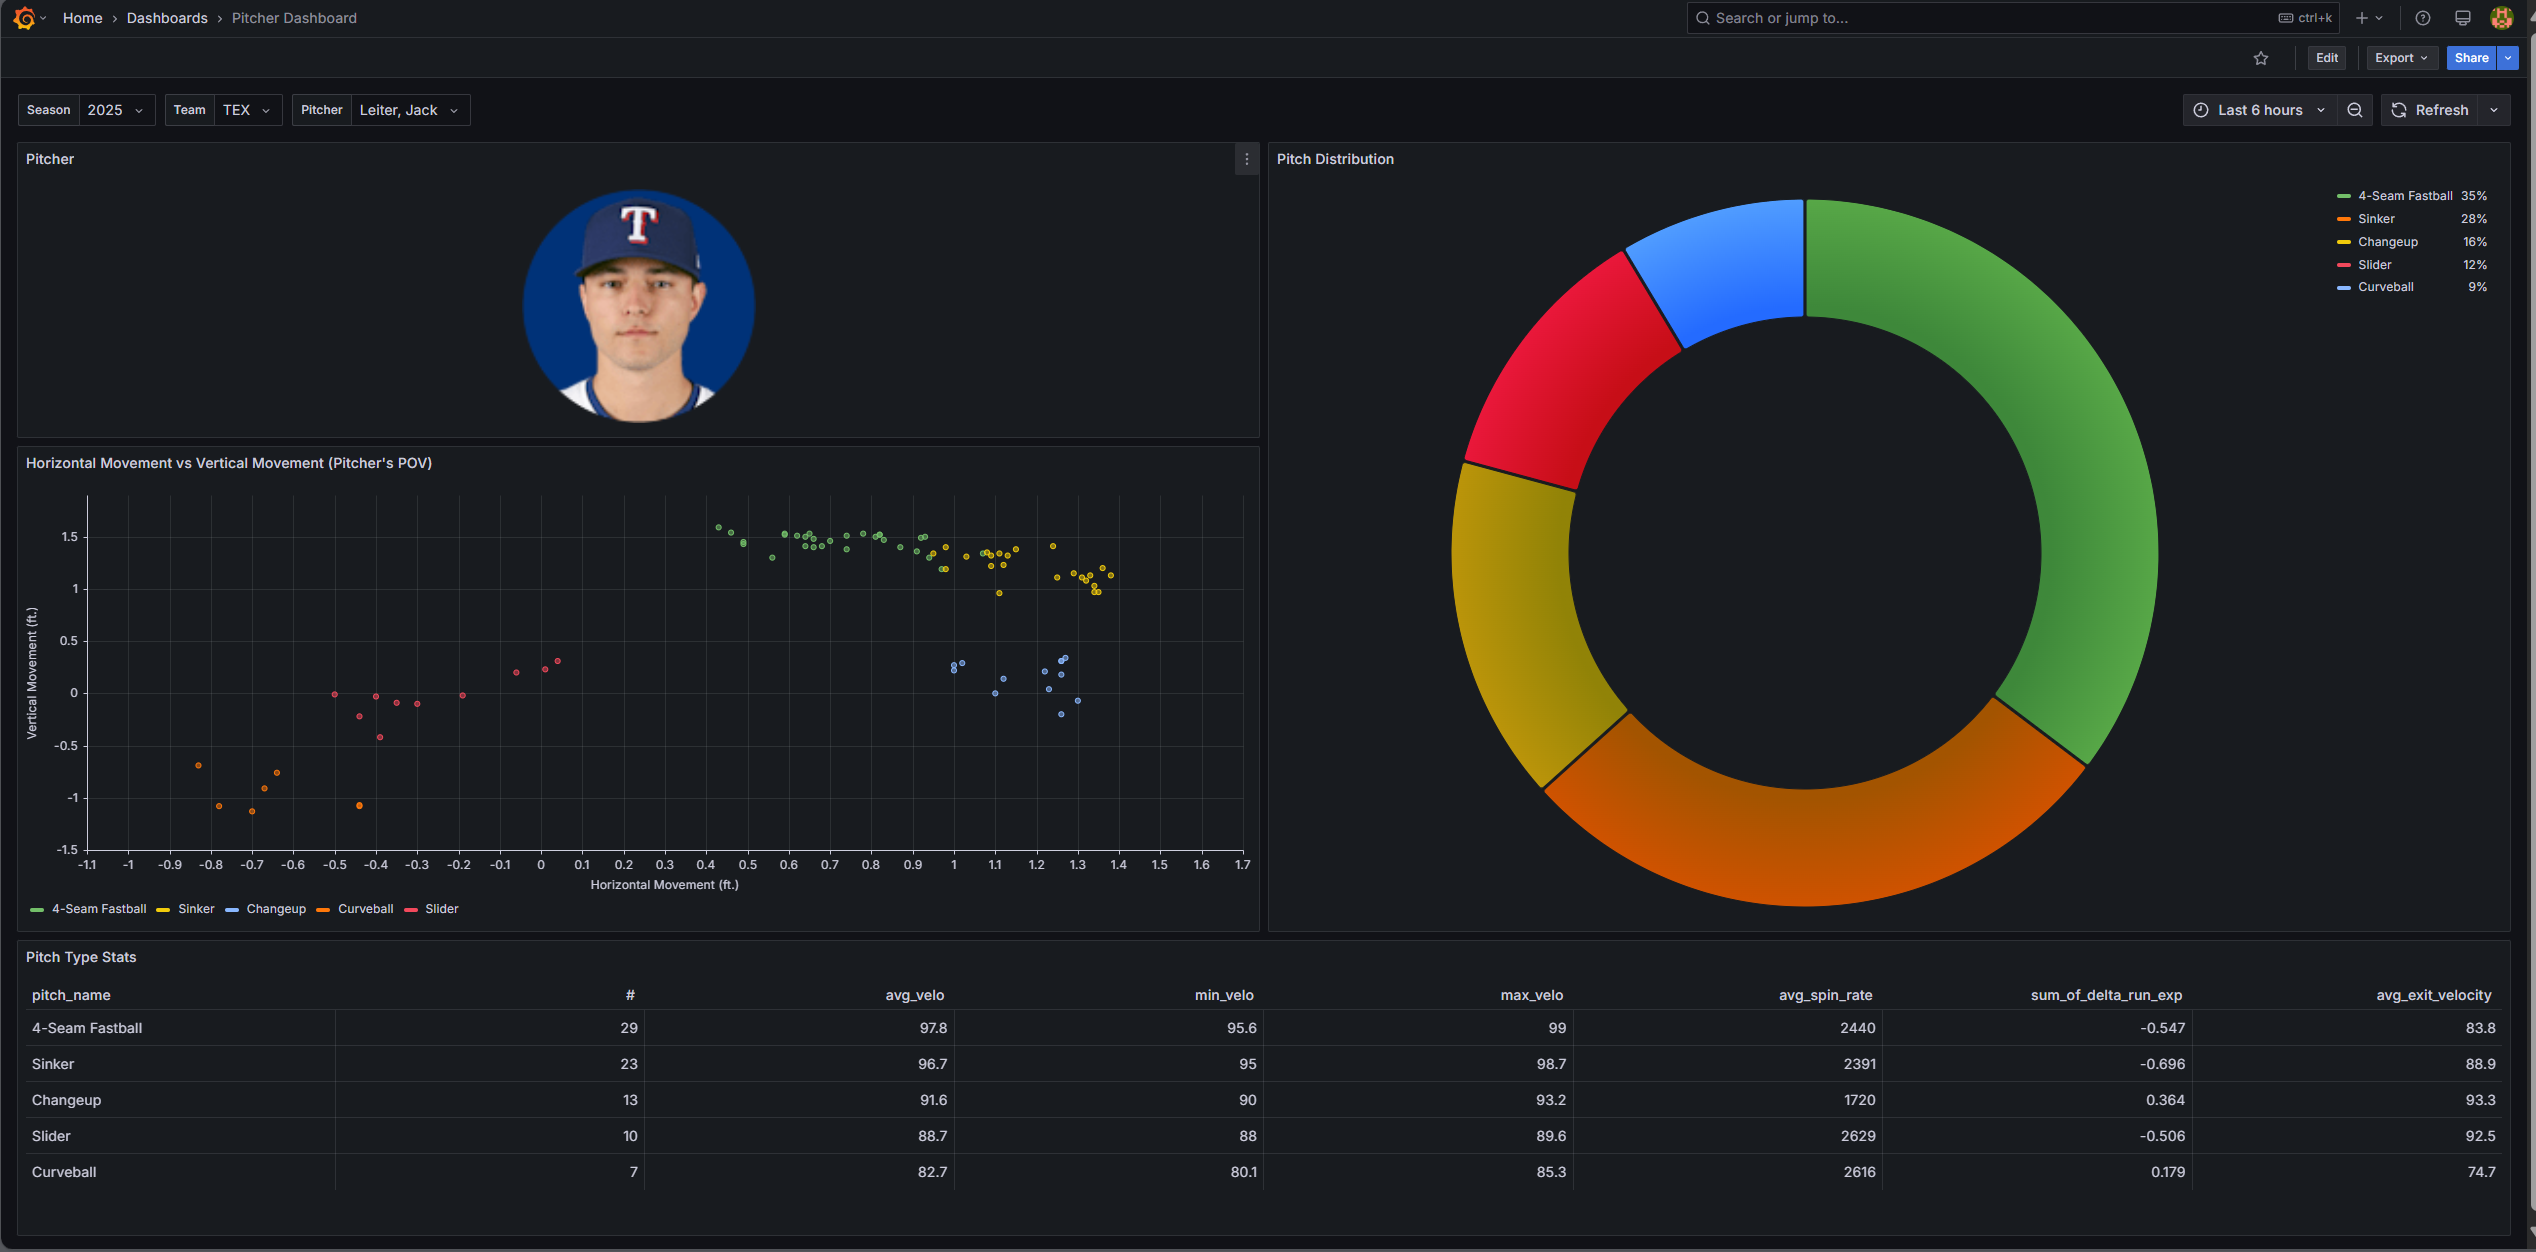 Home › Dashboards › Pitcher Dashboard
Search or jump to...
ctrl+k
Edit
Export
Share
Season 2025
Team TEX
Pitcher Leiter, Jack
Last 6 hours
Refresh
Pitcher
T
Horizontal Movement vs Vertical Movement (Pitcher's POV)
Vertical Movement (ft.)
1.5
1
0.5
0
-0.5
-1
-1.5
-1.1 -1 -0.9 -0.8 -0.7 -0.6 -0.5 -0.4 -0.3 -0.2 -0.1 0 0.1 0.2 0.3 0.4 0.5 0.6 0.7 0.8 0.9 1 1.1 1.2 1.3 1.4 1.5 1.6 1.7
Horizontal Movement (ft.)
4-Seam Fastball Sinker Changeup Curveball Slider
Pitch Distribution
4-Seam Fastball 35%
Sinker 28%
Changeup 16%
Slider 12%
Curveball 9%
Pitch Type Stats
pitch_name # avg_velo min_velo max_velo avg_spin_rate sum_of_delta_run_exp avg_exit_velocity
4-Seam Fastball 29 97.8 95.6 99 2440 -0.547 83.8
Sinker 23 96.7 95 98.7 2391 -0.696 88.9
Changeup 13 91.6 90 93.2 1720 0.364 93.3
Slider 10 88.7 88 89.6 2629 -0.506 92.5
Curveball 7 82.7 80.1 85.3 2616 0.179 74.7